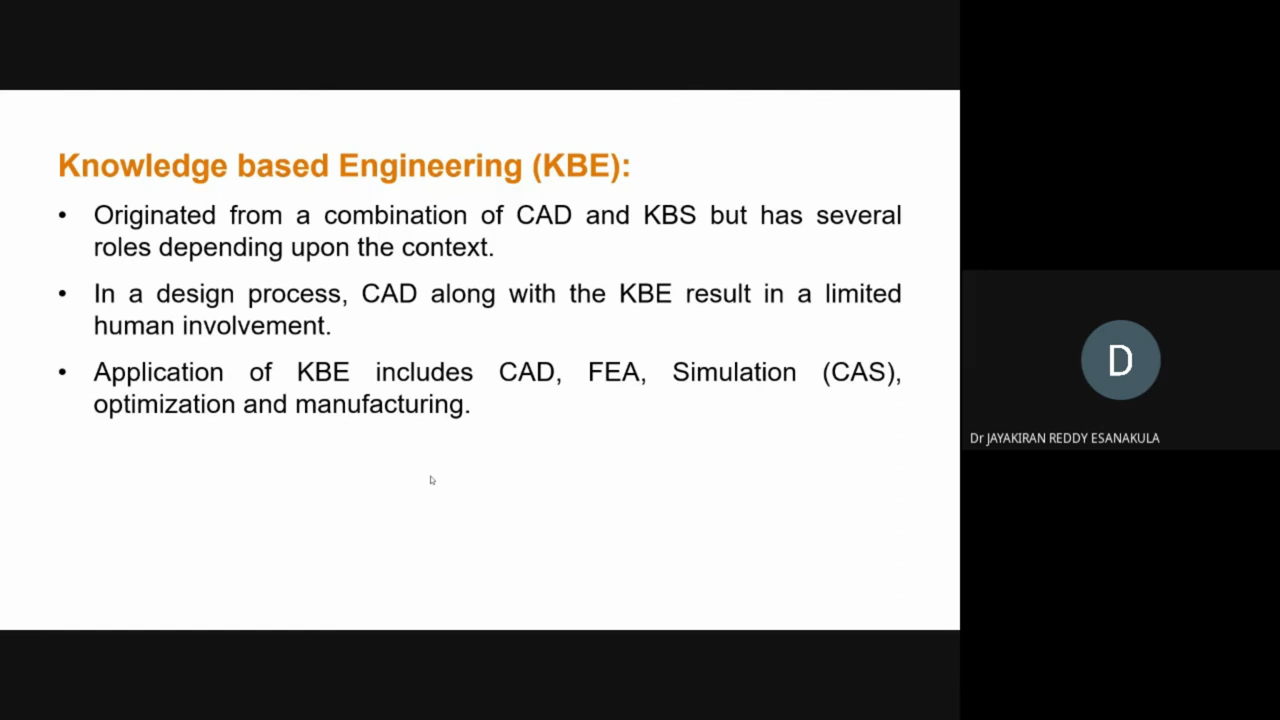 Knowledge based Engineering (KBE):
• Originated from a combination of CAD and KBS but has several
roles depending upon the context.
• In a design process, CAD along with the KBE result in a limited
human involvement.
• Application of KBE includes CAD, FEA, Simulation (CAS),
optimization and manufacturing.
D
Dr JAYAKIRAN REDDY ESANAKULA